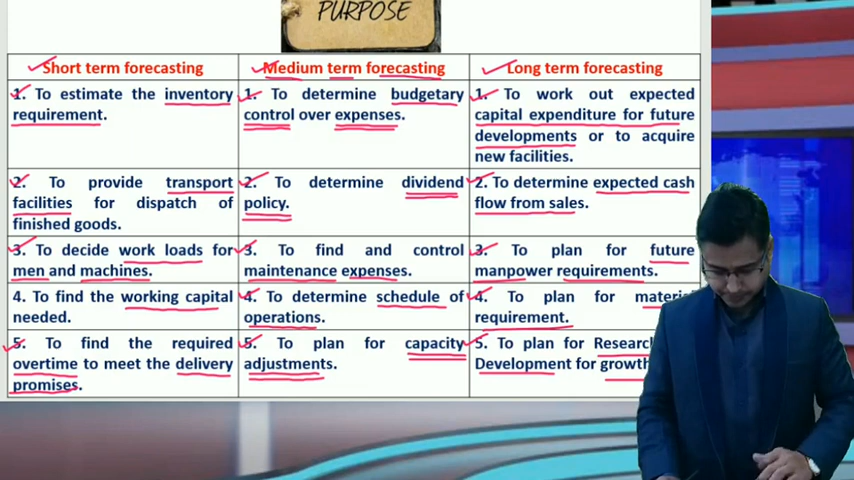 PURPOSE
Short term forecasting
Medium term forecasting
Long term forecasting
1. To estimate the inventory
requirement.
1. To determine budgetary
control over expenses.
1. To work out expected
capital expenditure for future
developments or to acquire
new facilities.
2. To provide transport
facilities for dispatch of
finished goods.
2. To determine dividend
policy.
2. To determine expected cash
flow from sales.
3. To decide work loads for
men and machines.
3. To find and control
maintenance expenses.
3. To plan for future
manpower requirements.
4. To find the working capital
needed.
4. To determine schedule of
operations.
4. To plan for material
requirement.
5. To find the required
overtime to meet the delivery
promises.
5. To plan for capacity
adjustments.
5. To plan for Research
Development for growth